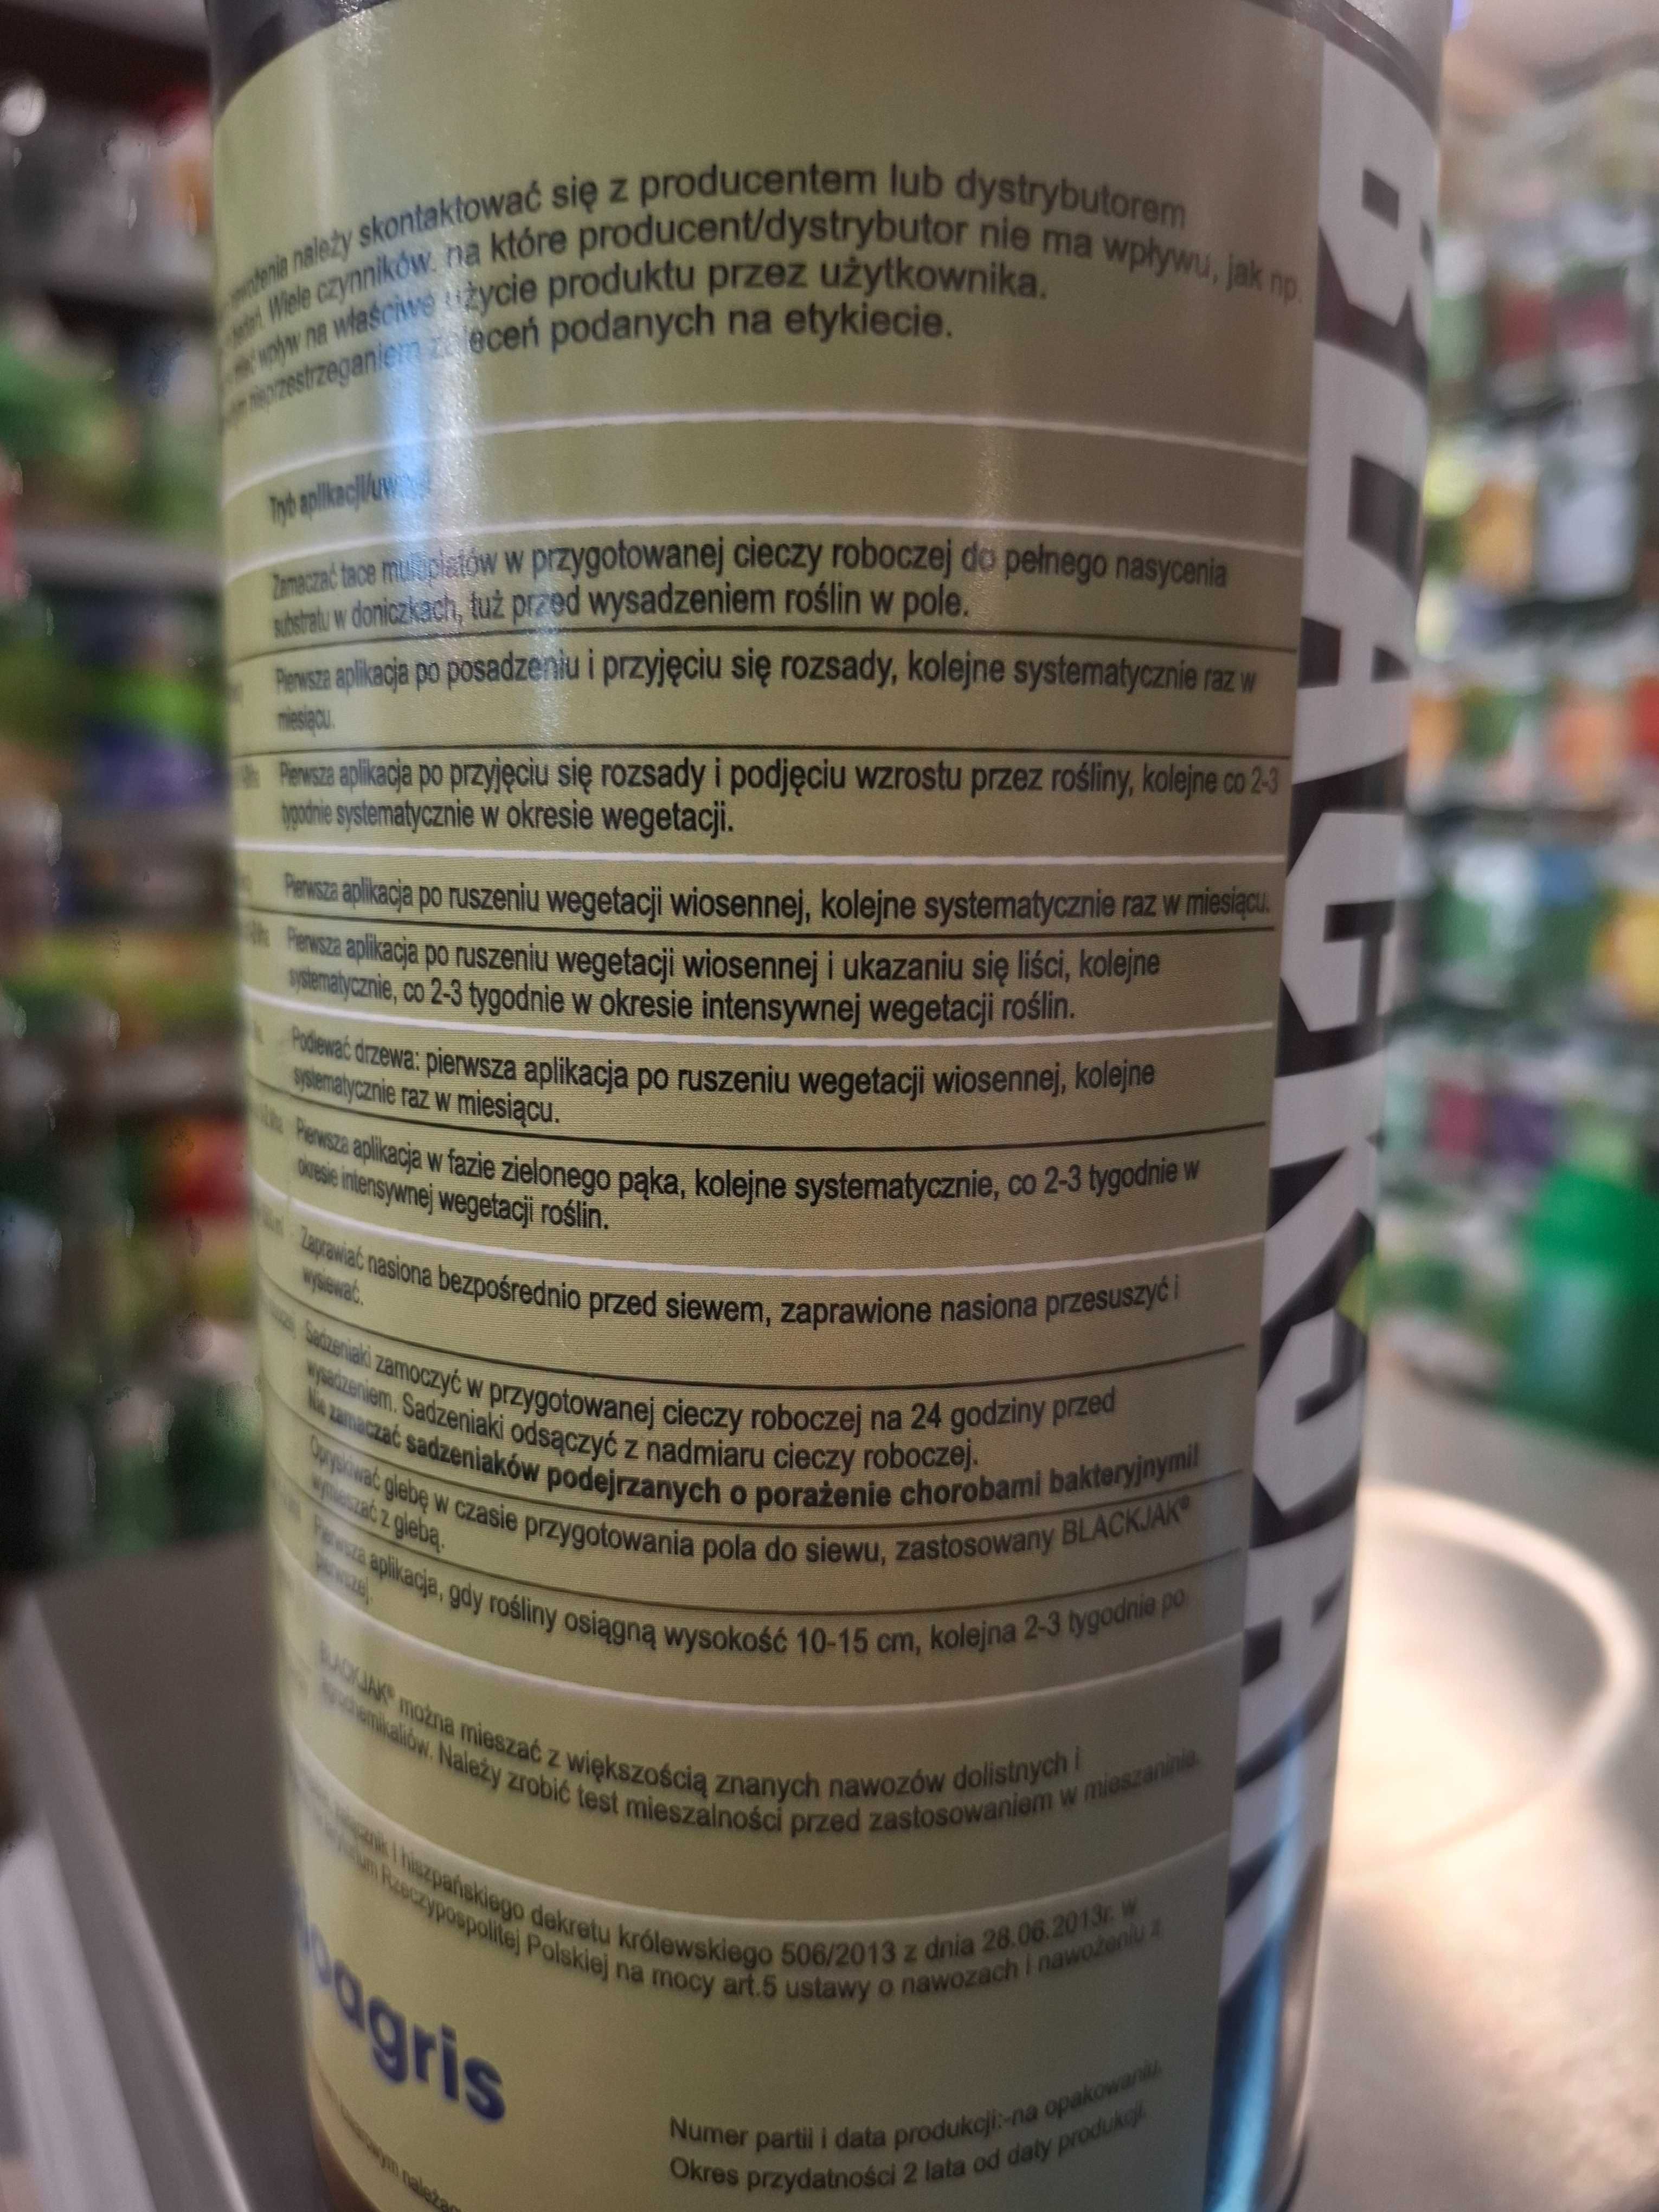 należy skontaktować się z producentem lub dystrybutorem
Wiele czynników, na które producent/dystrybutor nie ma wpływu, jak np.
wpływ na właściwe użycie produktu przez użytkownika.
nieprzestrzeganiem zaleceń podanych na etykiecie.
Tryb aplikacji/uwagi
Zamaczać tace multiplatów w przygotowanej cieczy roboczej do pełnego nasycenia
substratu w doniczkach, tuż przed wysadzeniem roślin w pole.
Pierwsza aplikacja po posadzeniu i przyjęciu się rozsady, kolejne systematycznie raz w
miesiącu.
Pierwsza aplikacja po przyjęciu się rozsady i podjęciu wzrostu przez rośliny, kolejne co 2-3
tygodnie systematycznie w okresie wegetacji.
Pierwsza aplikacja po ruszeniu wegetacji wiosennej, kolejne systematycznie raz w miesiącu.
Pierwsza aplikacja po ruszeniu wegetacji wiosennej i ukazaniu się liści, kolejne
systematycznie, co 2-3 tygodnie w okresie intensywnej wegetacji roślin.
Podlewać drzewa: pierwsza aplikacja po ruszeniu wegetacji wiosennej, kolejne
systematycznie raz w miesiącu.
Pierwsza aplikacja w fazie zielonego pąka, kolejne systematycznie, co 2-3 tygodnie w
okresie intensywnej wegetacji roślin.
Zaprawiać nasiona bezpośrednio przed siewem, zaprawione nasiona przesuszyć i
wysiewać.
Sadzeniaki zamoczyć w przygotowanej cieczy roboczej na 24 godziny przed
wysadzeniem. Sadzeniaki odsączyć z nadmiaru cieczy roboczej.
Nie zamaczać sadzeniaków podejrzanych o porażenie chorobami bakteryjnymi!
Opryskiwać glebę w czasie przygotowania pola do siewu, zastosowany BLACKJAK®
wymieszać z glebą.
Pierwsza aplikacja, gdy rośliny osiągną wysokość 10-15 cm, kolejna 2-3 tygodnie po
pierwszej.
BLACKJAK® można mieszać z większością znanych nawozów dolistnych i
agrochemikaliów. Należy zrobić test mieszalności przed zastosowaniem w mieszaninie.
I hiszpańskiego dekretu królewskiego 506/2013 z dnia 28.06.2013r. w
Rzeczypospolitej Polskiej na mocy art.5 ustawy o nawozach i nawożeniu z
agris
Numer partii i data produkcji:-na opakowaniu.
Okres przydatności 2 lata od daty produkcji.